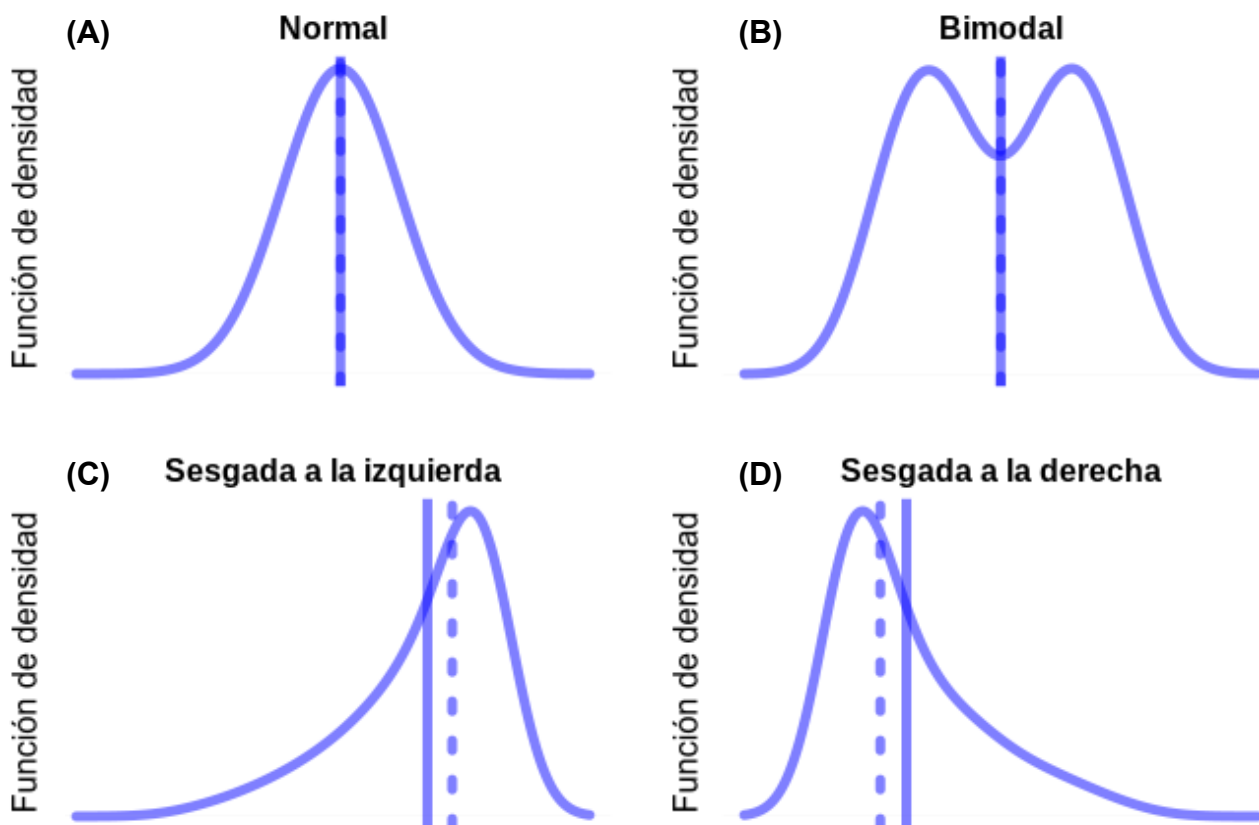 (A)
Normal
Función de densidad
(B)
Bimodal
Función de densidad
(C)
Sesgada a la izquierda
Función de densidad
(D)
Sesgada a la derecha
Función de densidad